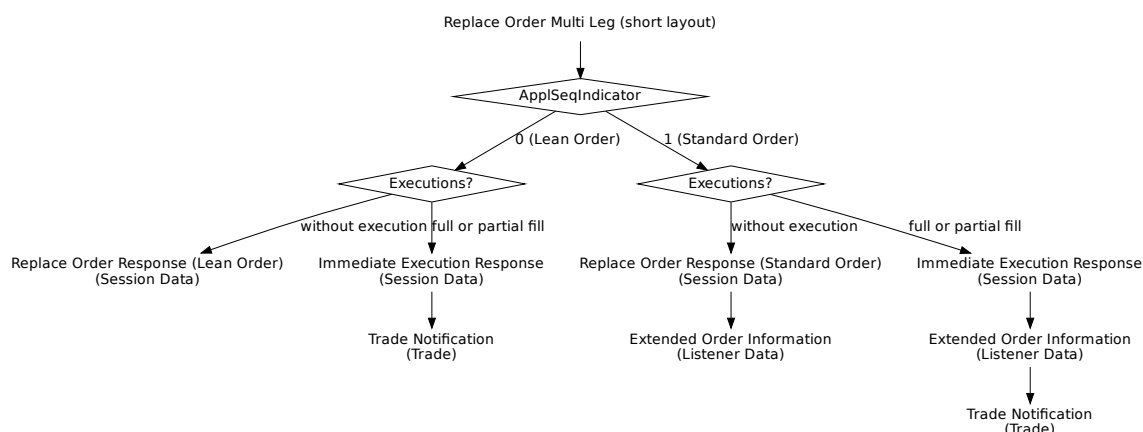 Replace Order Multi Leg (short layout)
ApplSeqIndicator
0 (Lean Order)
1 (Standard Order)
Executions?
Executions?
without execution
full or partial fill
without execution
full or partial fill
Replace Order Response (Lean Order)
(Session Data)
Immediate Execution Response
(Session Data)
Replace Order Response (Standard Order)
(Session Data)
Immediate Execution Response
(Session Data)
Trade Notification
(Trade)
Extended Order Information
(Listener Data)
Extended Order Information
(Listener Data)
Trade Notification
(Trade)